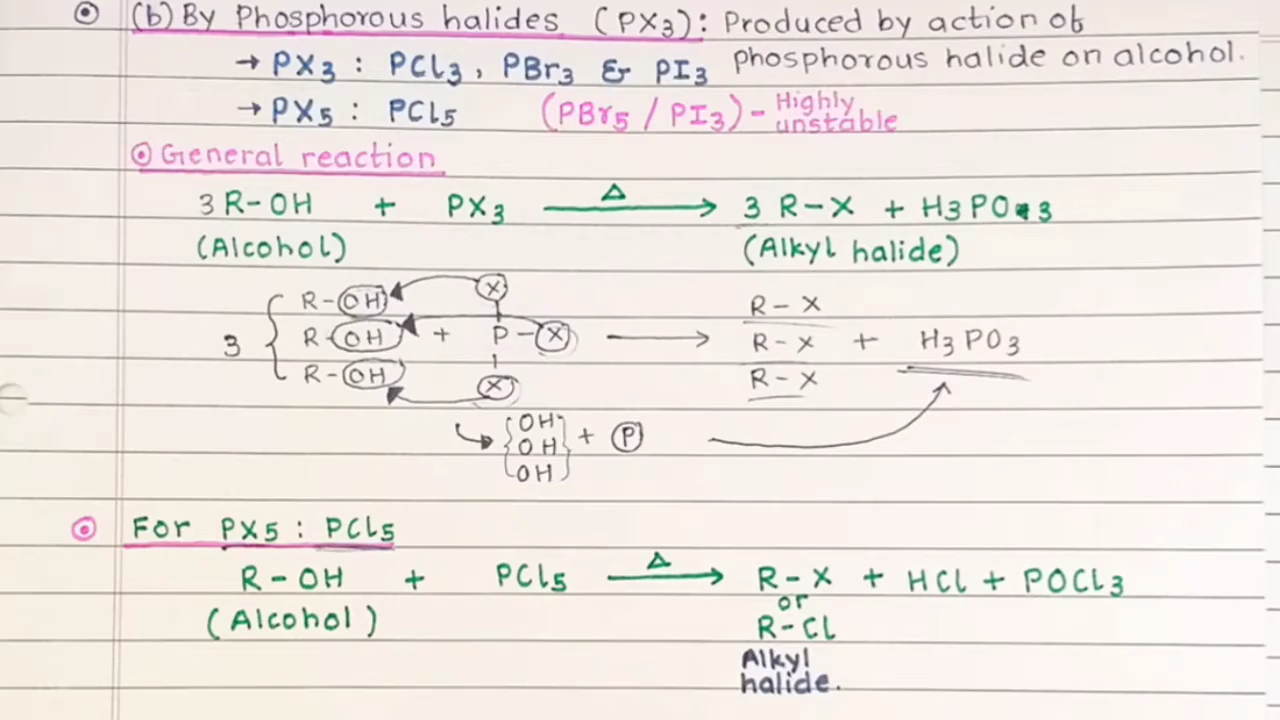 (b) By Phosphorous halides (PX3): Produced by action of
phosphorous halide on alcohol.
→ PX3 : PCl3, PBr3 & PI3
→ PX5 : PCl5 (PBr5 / PI3) - Highly unstable
General reaction
3 R-OH + PX3 —Δ→ 3 R-X + H3PO3
(Alcohol) (Alkyl halide)
R-OH X R-X
3 { R-OH + P-X → R-X + H3PO3
R-OH X R-X
OH
OH + P
OH
For PX5 : PCl5
R-OH + PCl5 —Δ→ R-X + HCl + POCl3
or
(Alcohol) R-Cl
Alkyl
halide.